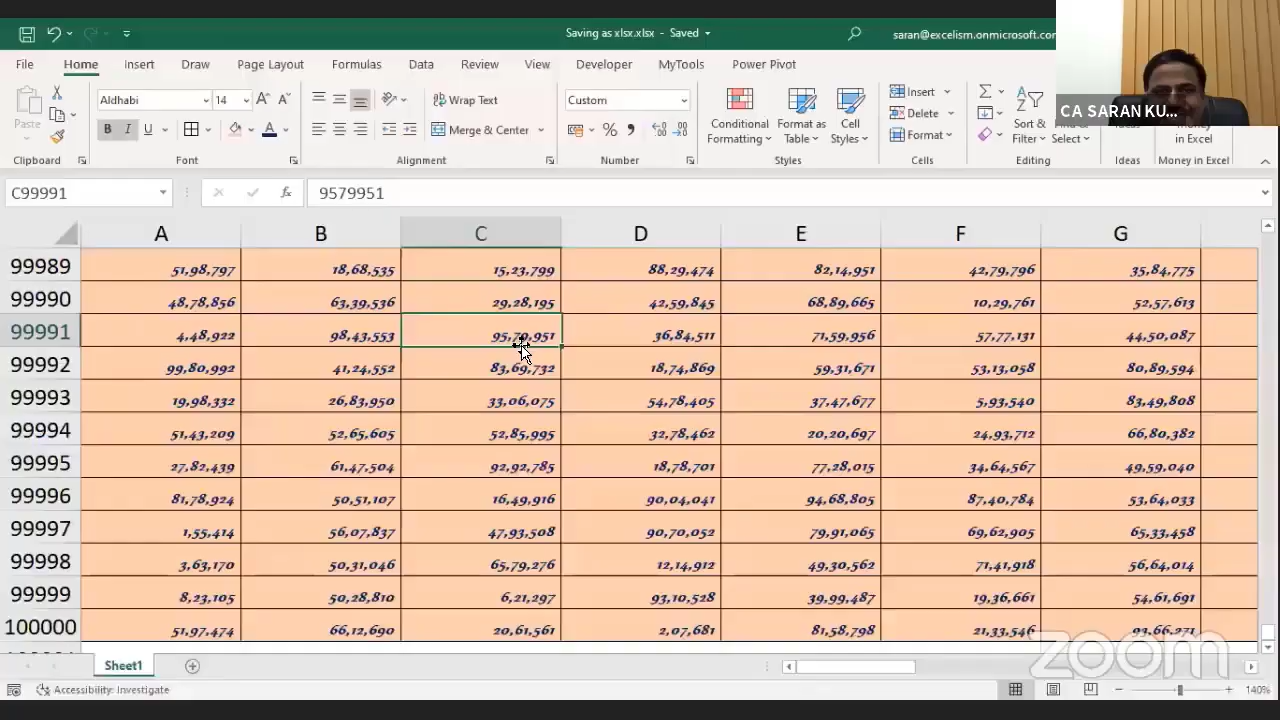 Saving as xlsx.xlsx - Saved
saran@excelism.onmicrosoft.com
File Home Insert Draw Page Layout Formulas Data Review View Developer MyTools Power Pivot
CA SARAN KU...
Paste
Aldhabi 14
Wrap Text
Custom
Conditional Formatting
Format as Table
Cell Styles
Insert
Delete
Format
Sort & Filter
Select
B I U
Merge & Center
in Excel
Clipboard Font Alignment Number Styles Cells Editing Ideas Money in Excel
C99991 fx 9579951
A B C D E F G
99989 51,98,797 18,68,535 15,23,799 88,29,474 82,14,951 42,79,796 35,84,775
99990 48,78,856 63,39,536 29,28,195 42,59,845 68,89,665 10,29,761 52,57,613
99991 4,48,922 98,43,553 95,79,951 36,84,511 71,59,956 57,77,131 44,50,087
99992 99,80,992 41,24,552 83,69,732 18,74,869 59,31,671 53,13,058 80,89,594
99993 19,98,332 26,83,950 33,06,075 54,78,405 37,47,677 5,93,540 83,49,808
99994 51,43,209 52,65,605 52,85,995 32,78,462 20,20,697 24,93,712 66,80,382
99995 27,82,439 61,47,504 92,92,785 18,78,701 77,28,015 34,64,567 49,59,040
99996 81,78,924 50,51,107 16,49,916 90,04,041 94,68,805 87,40,784 53,64,033
99997 1,55,414 56,07,837 47,93,508 90,70,052 79,91,065 69,62,905 65,33,458
99998 3,63,170 50,31,046 65,79,276 12,14,912 49,30,562 71,41,918 56,64,014
99999 8,23,105 50,28,810 6,21,297 93,10,528 39,99,487 19,36,661 54,61,691
100000 51,97,474 66,12,690 20,61,561 2,07,681 81,58,798 21,33,546 93,66,271
zoom
Sheet1
Accessibility: Investigate
140%